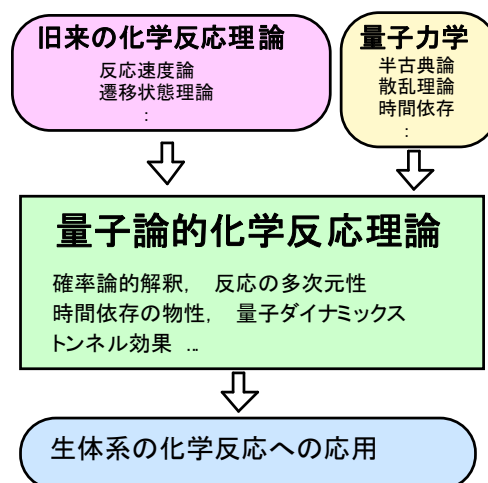 旧来の化学反応理論
反応速度論
遷移状態理論
:
量子力学
半古典論
散乱理論
時間依存
:
量子論的化学反応理論
確率論的解釈, 反応の多次元性
時間依存の物性, 量子ダイナミックス
トンネル効果 …
生体系の化学反応への応用